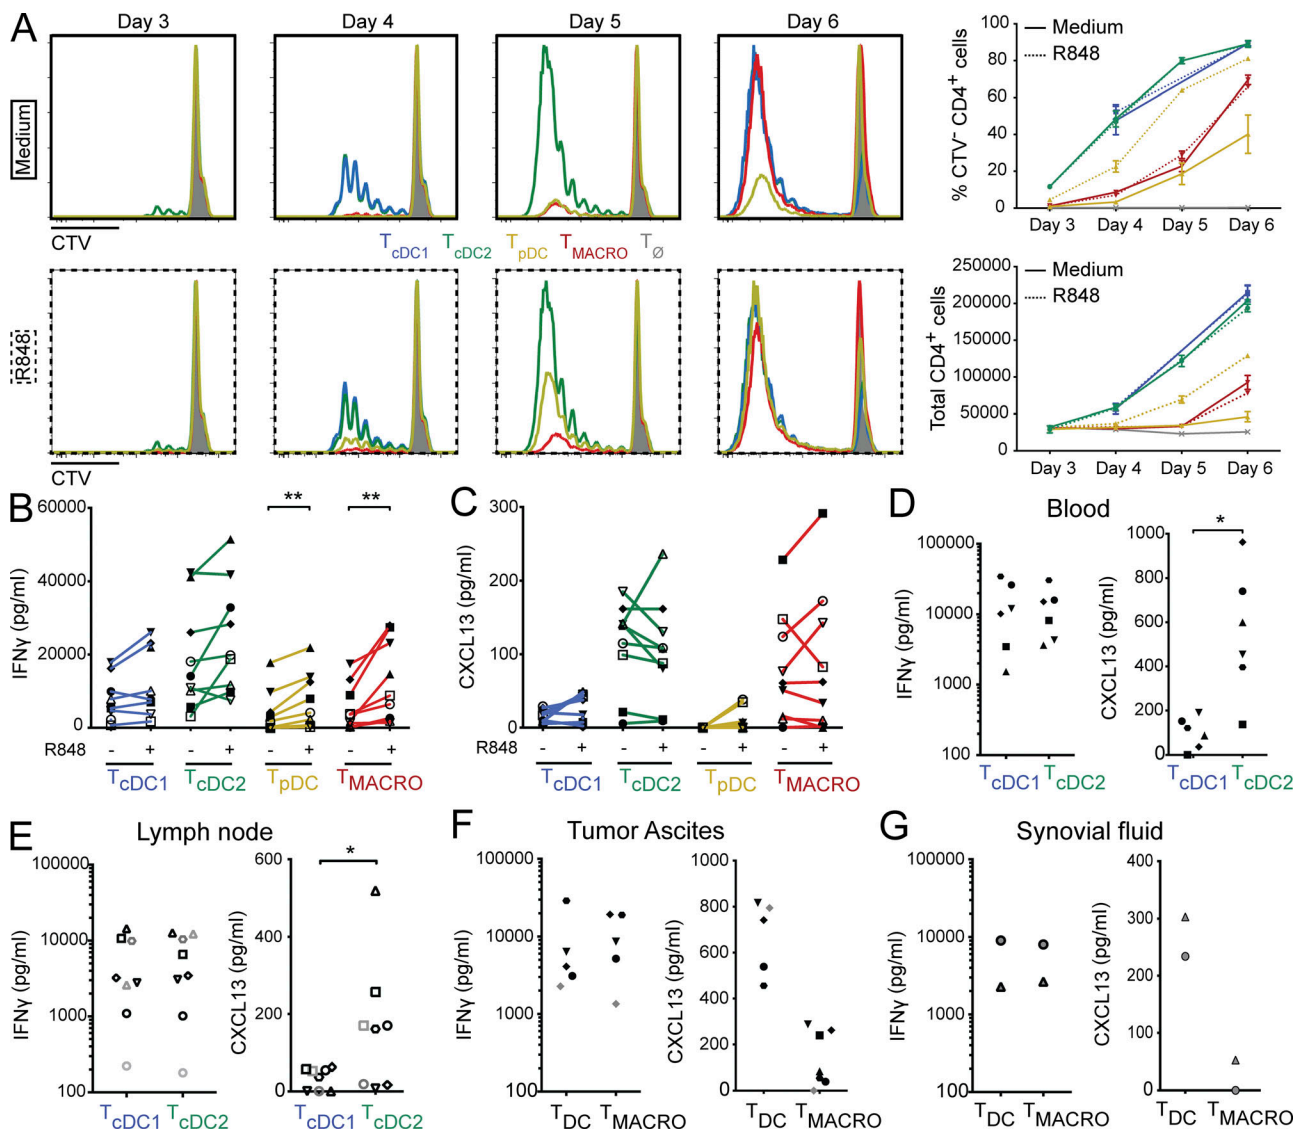 A
Day 3
Day 4
Day 5
Day 6
Medium
CTV
TcDC1 TcDC2 TpDC TMACRO TØ
R848
CTV
% CTV- CD4+ cells
100
80
60
40
20
0
Medium
R848
Day 3 Day 4 Day 5 Day 6
Total CD4+ cells
250000
200000
150000
100000
50000
0
Medium
R848
Day 3 Day 4 Day 5 Day 6
B
IFNγ (pg/ml)
60000
40000
20000
0
** **
R848 - + - + - + - +
TcDC1 TcDC2 TpDC TMACRO
C
CXCL13 (pg/ml)
300
200
100
0
R848 - + - + - + - +
TcDC1 TcDC2 TpDC TMACRO
D
Blood
IFNγ (pg/ml)
100000
10000
1000
100
TcDC1 TcDC2
CXCL13 (pg/ml)
1000
800
600
400
200
0
*
TcDC1 TcDC2
E
Lymph node
IFNγ (pg/ml)
100000
10000
1000
100
TcDC1 TcDC2
CXCL13 (pg/ml)
600
400
200
0
*
TcDC1 TcDC2
F
Tumor Ascites
IFNγ (pg/ml)
100000
10000
1000
100
TDC TMACRO
CXCL13 (pg/ml)
1000
800
600
400
200
0
TDC TMACRO
G
Synovial fluid
IFNγ (pg/ml)
100000
10000
1000
100
TDC TMACRO
CXCL13 (pg/ml)
400
300
200
100
0
TDC TMACRO